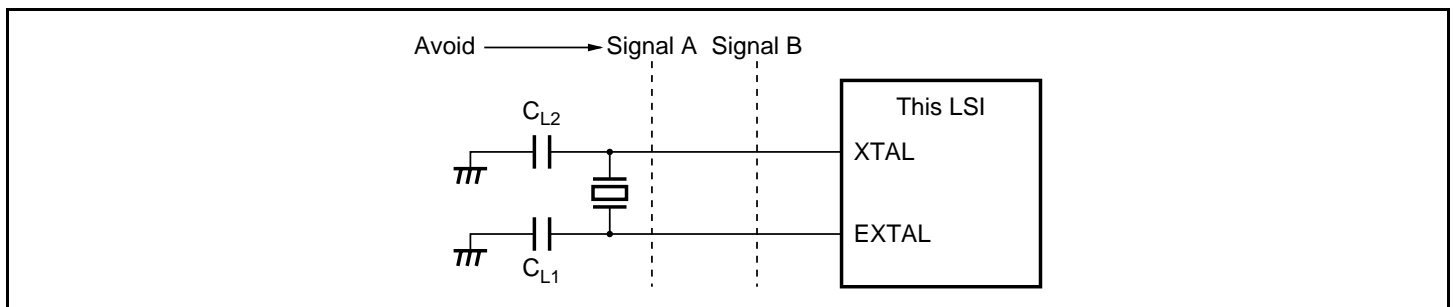 Avoid Signal A Signal B
This LSI
CL2
XTAL
EXTAL
CL1